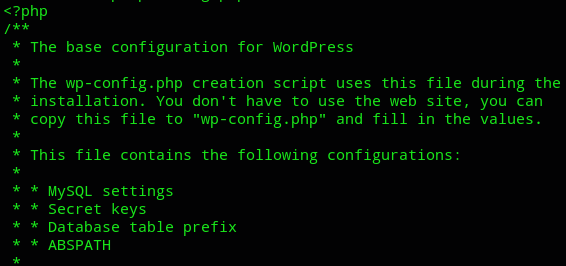 <?php
/**
 * The base configuration for WordPress
 *
 * The wp-config.php creation script uses this file during the
 * installation. You don't have to use the web site, you can
 * copy this file to "wp-config.php" and fill in the values.
 *
 * This file contains the following configurations:
 *
 * * MySQL settings
 * * Secret keys
 * * Database table prefix
 * * ABSPATH
 *